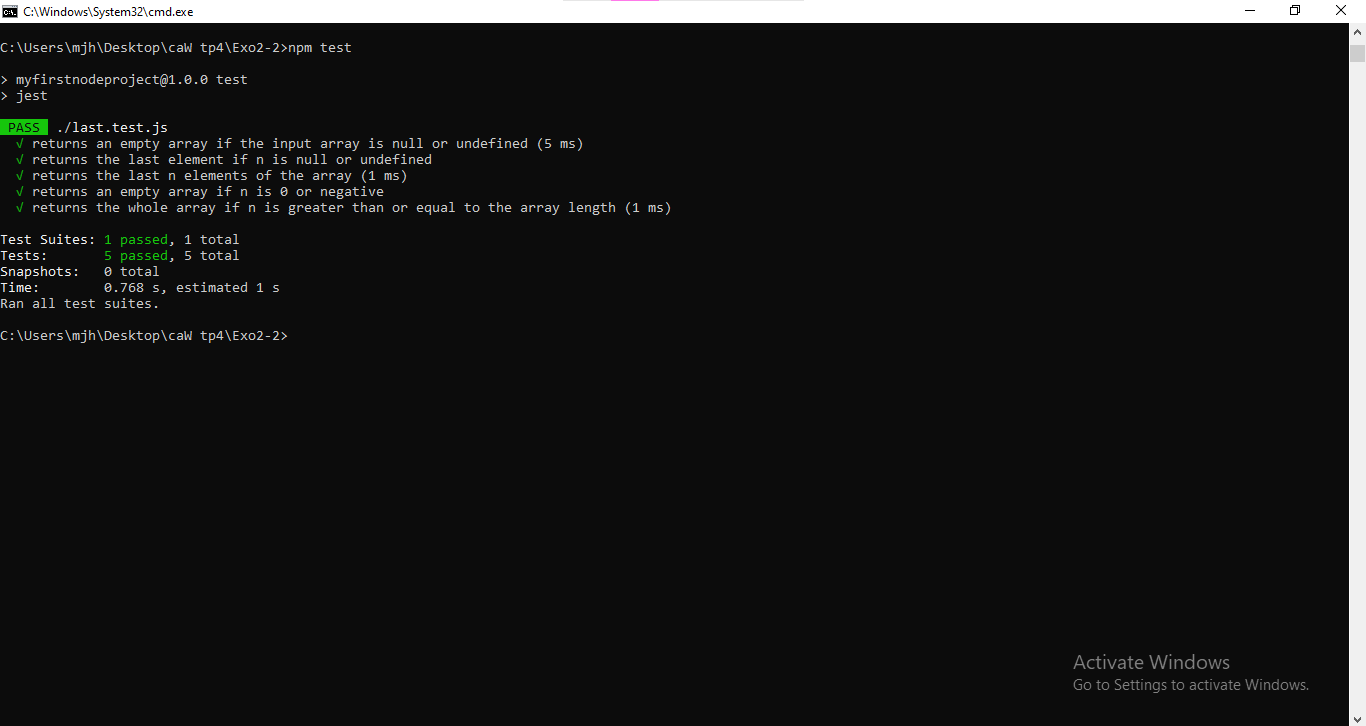 C:\Windows\System32\cmd.exe
C:\Users\mjh\Desktop\caW tp4\Exo2-2>npm test
> myfirstnodeproject@1.0.0 test
> jest
PASS ./last.test.js
√ returns an empty array if the input array is null or undefined (5 ms)
√ returns the last element if n is null or undefined
√ returns the last n elements of the array (1 ms)
√ returns an empty array if n is 0 or negative
√ returns the whole array if n is greater than or equal to the array length (1 ms)
Test Suites: 1 passed, 1 total
Tests:       5 passed, 5 total
Snapshots:   0 total
Time:        0.768 s, estimated 1 s
Ran all test suites.
C:\Users\mjh\Desktop\caW tp4\Exo2-2>
Activate Windows
Go to Settings to activate Windows.